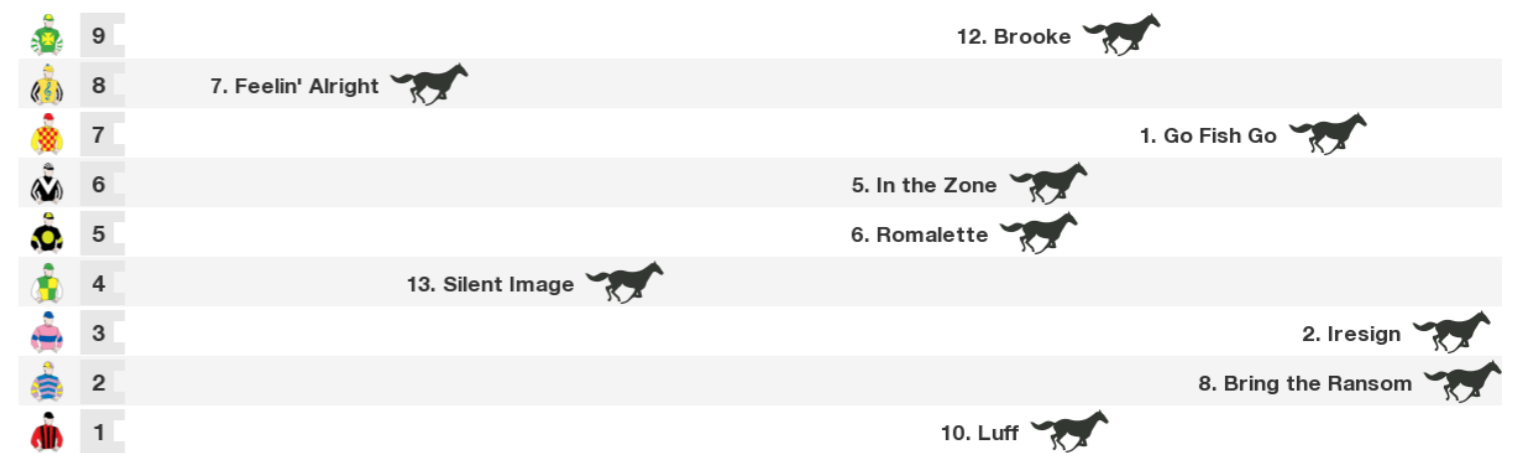 9 12. Brooke
8 7. Feelin' Alright
7 1. Go Fish Go
6 5. In the Zone
5 6. Romalette
4 13. Silent Image
3 2. Iresign
2 8. Bring the Ransom
1 10. Luff